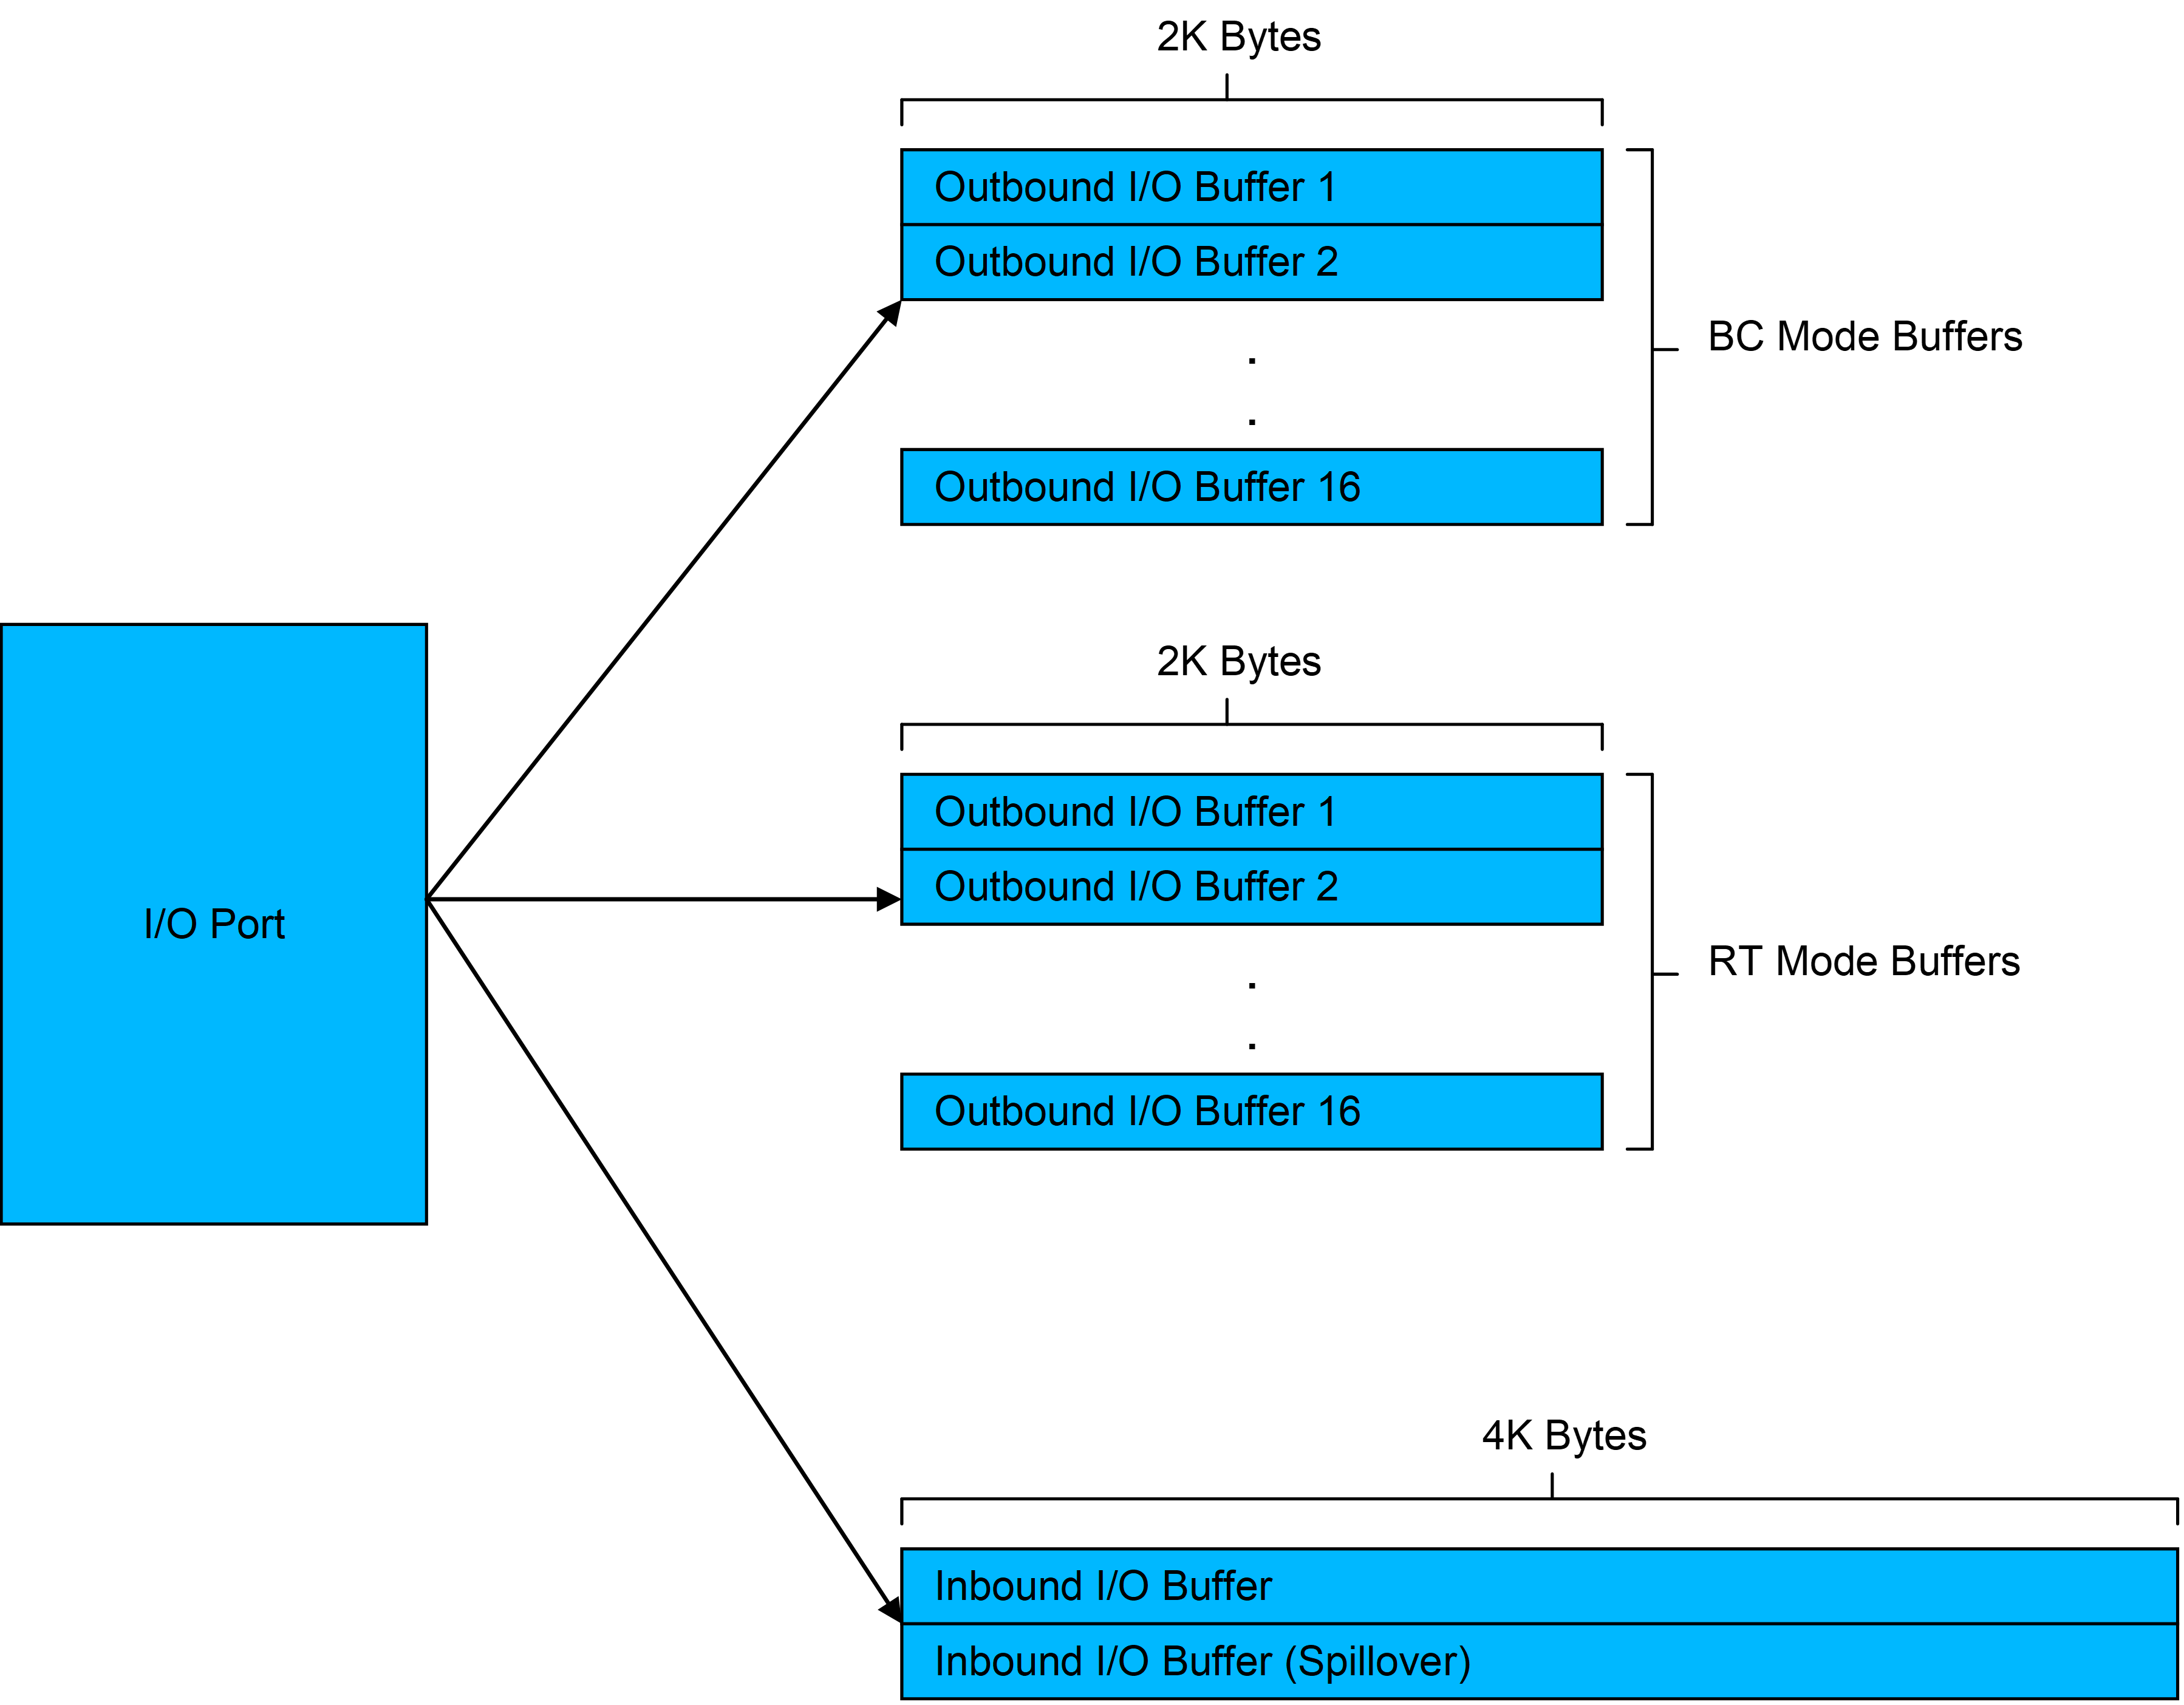 2K Bytes
Outbound I/O Buffer 1
Outbound I/O Buffer 2
.
.
Outbound I/O Buffer 16
BC Mode Buffers
I/O Port
2K Bytes
Outbound I/O Buffer 1
Outbound I/O Buffer 2
.
.
Outbound I/O Buffer 16
RT Mode Buffers
4K Bytes
Inbound I/O Buffer
Inbound I/O Buffer (Spillover)